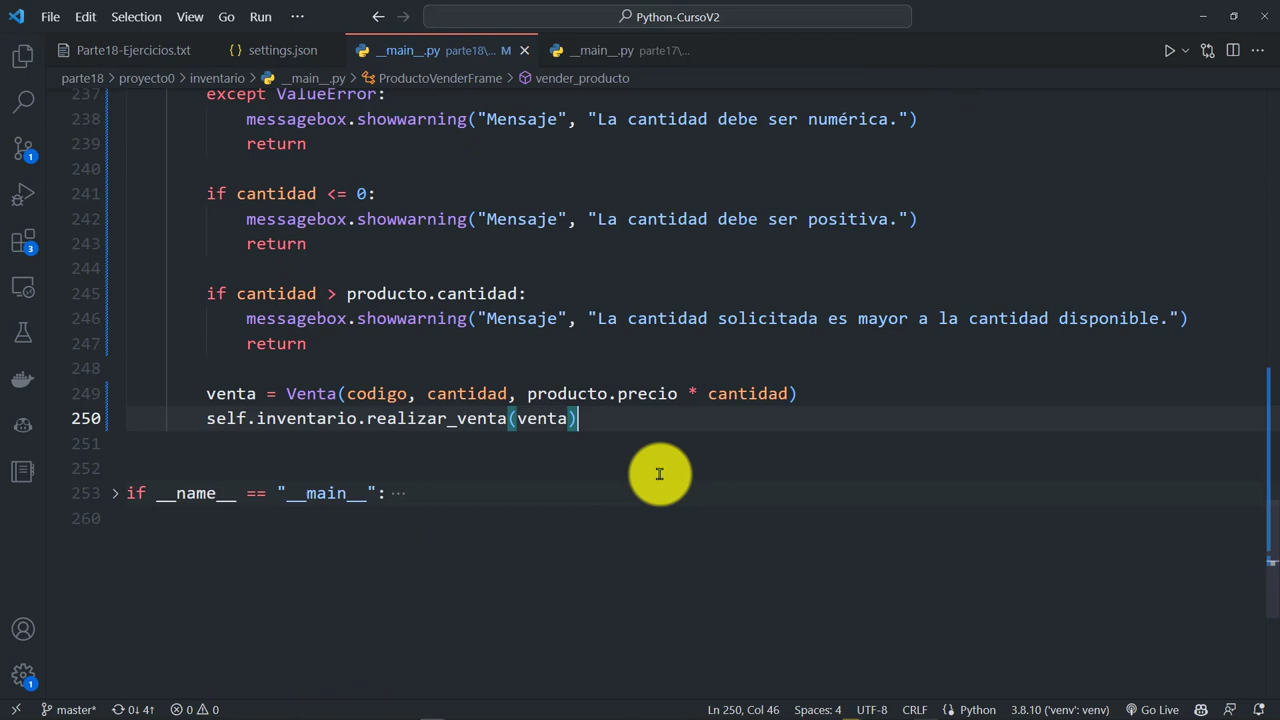 File Edit Selection View Go Run ··· Python-CursoV2
Parte18-Ejercicios.txt {} settings.json __main__.py parte18\... M __main__.py parte17\...
parte18 > proyecto0 > inventario > __main__.py > ProductoVenderFrame > vender_producto
237 except ValueError:
238 messagebox.showwarning("Mensaje", "La cantidad debe ser numérica.")
239 return
240
241 if cantidad <= 0:
242 messagebox.showwarning("Mensaje", "La cantidad debe ser positiva.")
243 return
244
245 if cantidad > producto.cantidad:
246 messagebox.showwarning("Mensaje", "La cantidad solicitada es mayor a la cantidad disponible.")
247 return
248
249 venta = Venta(codigo, cantidad, producto.precio * cantidad)
250 self.inventario.realizar_venta(venta)
251
252
253 if __name__ == "__main__": ···
260
1
3
1
master* 0↓ 4↑ 0 0 Ln 250, Col 46 Spaces: 4 UTF-8 CRLF Python 3.8.10 ('venv': venv) Go Live